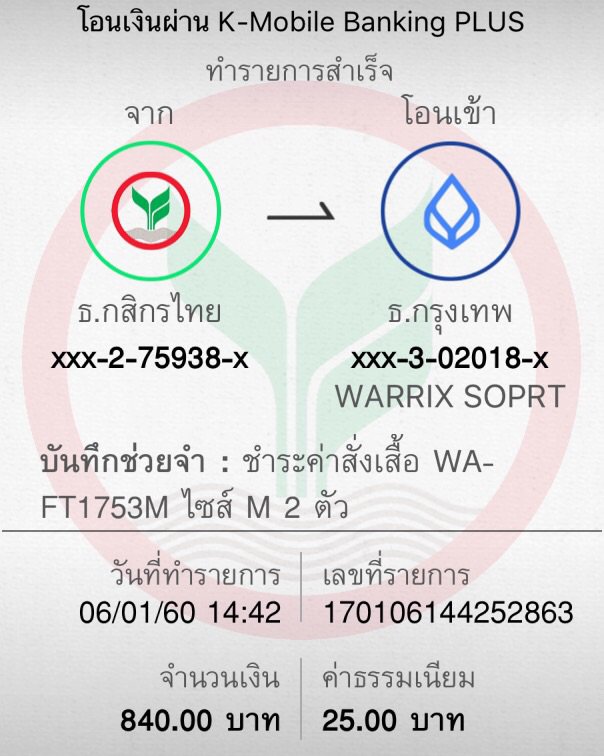 โอนเงินผ่าน K-Mobile Banking PLUS
ทำรายการสำเร็จ
จาก โอนเข้า
ธ.กสิกรไทย ธ.กรุงเทพ
xxx-2-75938-x xxx-3-02018-x
WARRIX SOPRT
บันทึกช่วยจำ : ชำระค่าสั่งเสื้อ WA-
FT1753M ไซส์ M 2 ตัว
วันที่ทำรายการ เลขที่รายการ
06/01/60 14:42 170106144252863
จำนวนเงิน ค่าธรรมเนียม
840.00 บาท 25.00 บาท